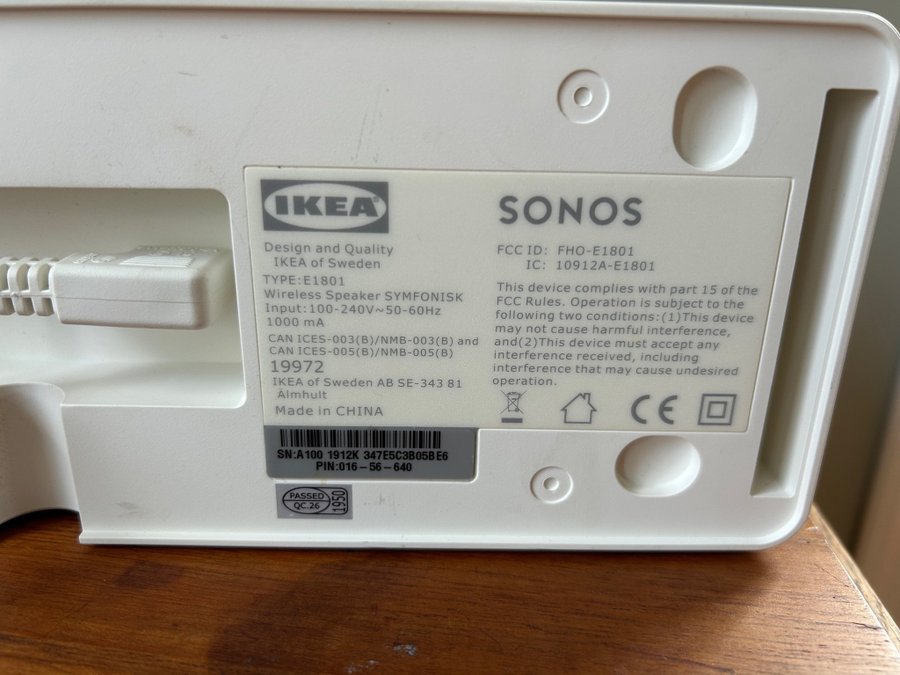 IKEA
Design and Quality
IKEA of Sweden
TYPE:E1801
Wireless Speaker SYMFONISK
Input:100-240V~50-60Hz
1000 mA
CAN ICES-003(B)/NMB-003(B) and
CAN ICES-005(B)/NMB-005(B)
19972
IKEA of Sweden AB SE-343 81
Älmhult
Made in CHINA
SONOS
FCC ID: FHO-E1801
IC: 10912A-E1801
This device complies with part 15 of the
FCC Rules. Operation is subject to the
following two conditions:(1)This device
may not cause harmful interference,
and(2)This device must accept any
interference received, including
interference that may cause undesired
operation.
CE
SN:A100 1912K 347E5C3B05BE6
PIN:016-56-640
PASSED
QC.26
1950